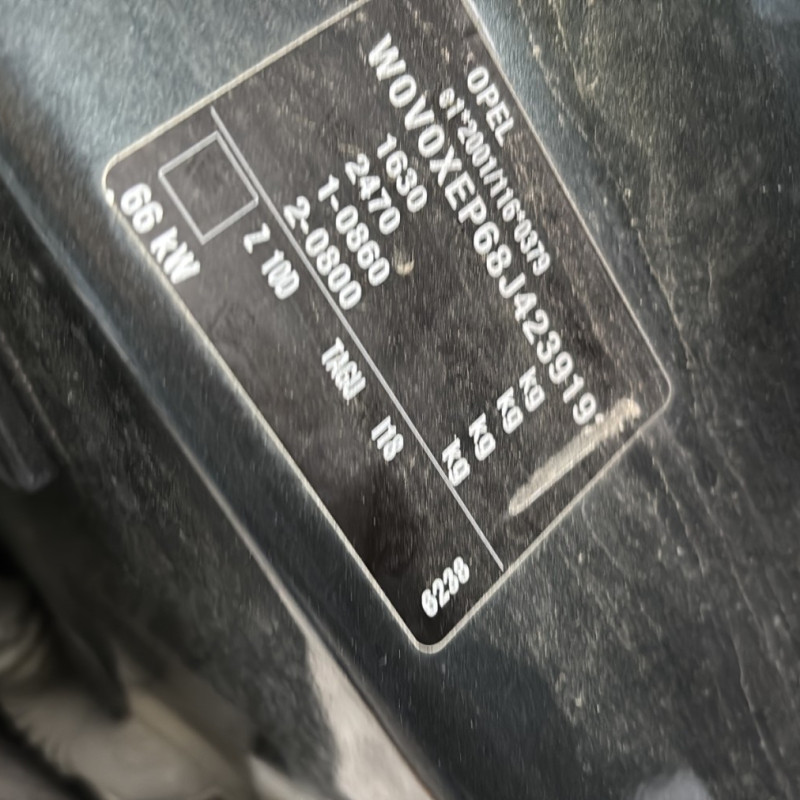 OPEL
e1*2001/116*0379
W0V0XEP68J423919
1630 kg
2470 kg
1-0860 kg
2-0800 kg
Z 100 TAGU
66 kW 6238